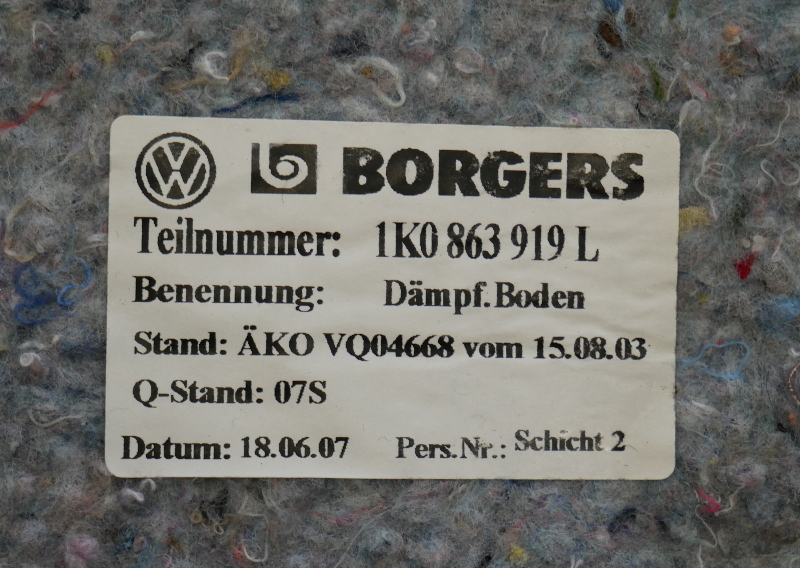 VW BORGERS
Teilnummer: 1K0 863 919 L
Benennung: Dämpf.Boden
Stand: ÄKO VQ04668 vom 15.08.03
Q-Stand: 07S
Datum: 18.06.07 Pers.Nr.: Schicht 2